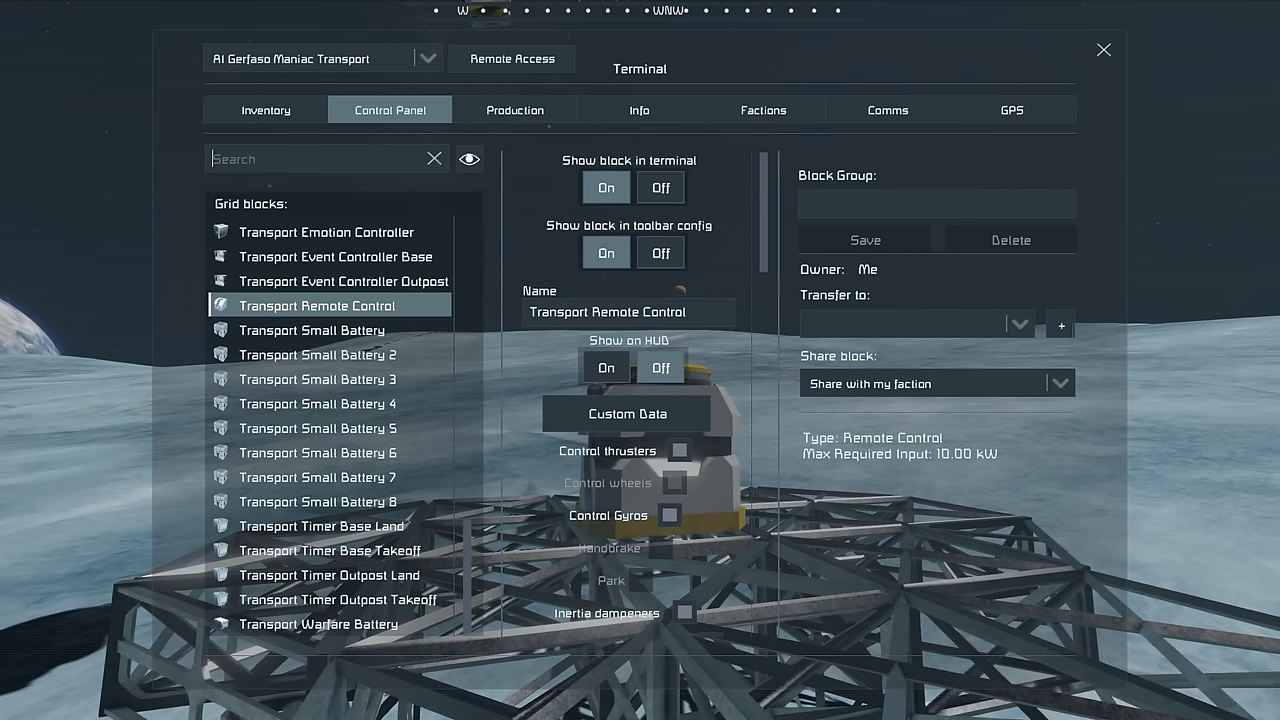 W
WNW
AI Gerfaso Maniac Transport
Remote Access
Terminal
Inventory
Control Panel
Production
Info
Factions
Comms
GPS
Search
Grid blocks:
Transport Emotion Controller
Transport Event Controller Base
Transport Event Controller Outpost
Transport Remote Control
Transport Small Battery
Transport Small Battery 2
Transport Small Battery 3
Transport Small Battery 4
Transport Small Battery 5
Transport Small Battery 6
Transport Small Battery 7
Transport Small Battery 8
Transport Timer Base Land
Transport Timer Base Takeoff
Transport Timer Outpost Land
Transport Timer Outpost Takeoff
Transport Warfare Battery
Show block in terminal
On Off
Show block in toolbar config
On Off
Name
Transport Remote Control
Show on HUD
On Off
Custom Data
Control thrusters
Control wheels
Control Gyros
Handbrake
Park
Inertia dampeners
Block Group:
Save
Delete
Owner: Me
Transfer to:
+
Share block:
Share with my faction
Type: Remote Control
Max Required Input: 10.00 kW